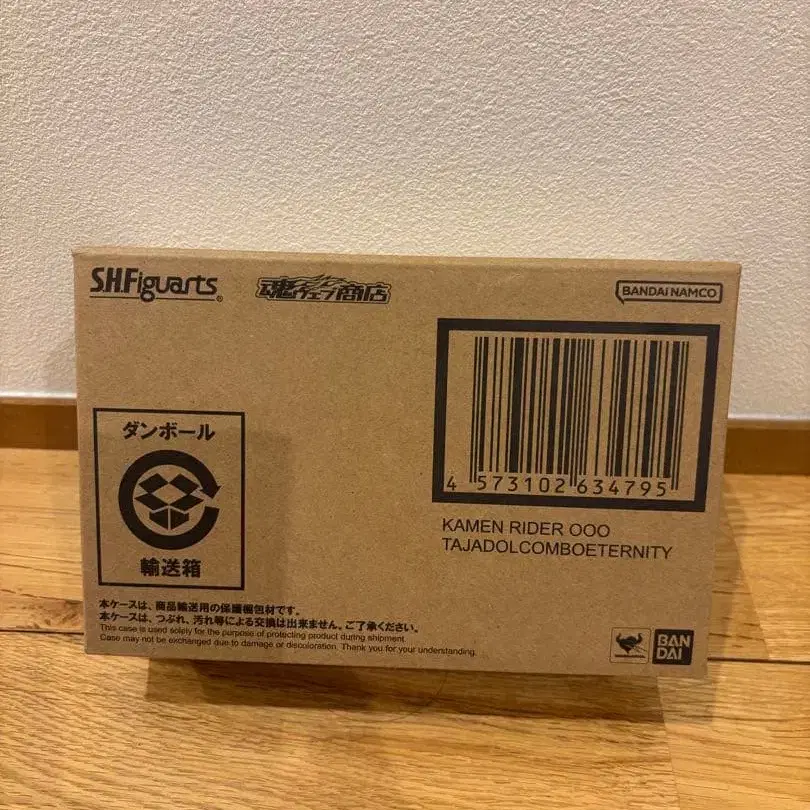 S.H.Figuarts®
魂ウェブ商店
BANDAI NAMCO
4 573102 634795
KAMEN RIDER OOO
TAJADOLCOMBOETERNITY
ダンボール
輸送箱
本ケースは、商品輸送用の保護梱包材です。
本ケースは、つぶれ、汚れ等による交換は出来ません。ご了承ください。
This case is used solely for the purpose of protecting product during shipment.
Case may not be exchanged due to damage or discoloration. Thank you for your understanding.
BAN
DAI